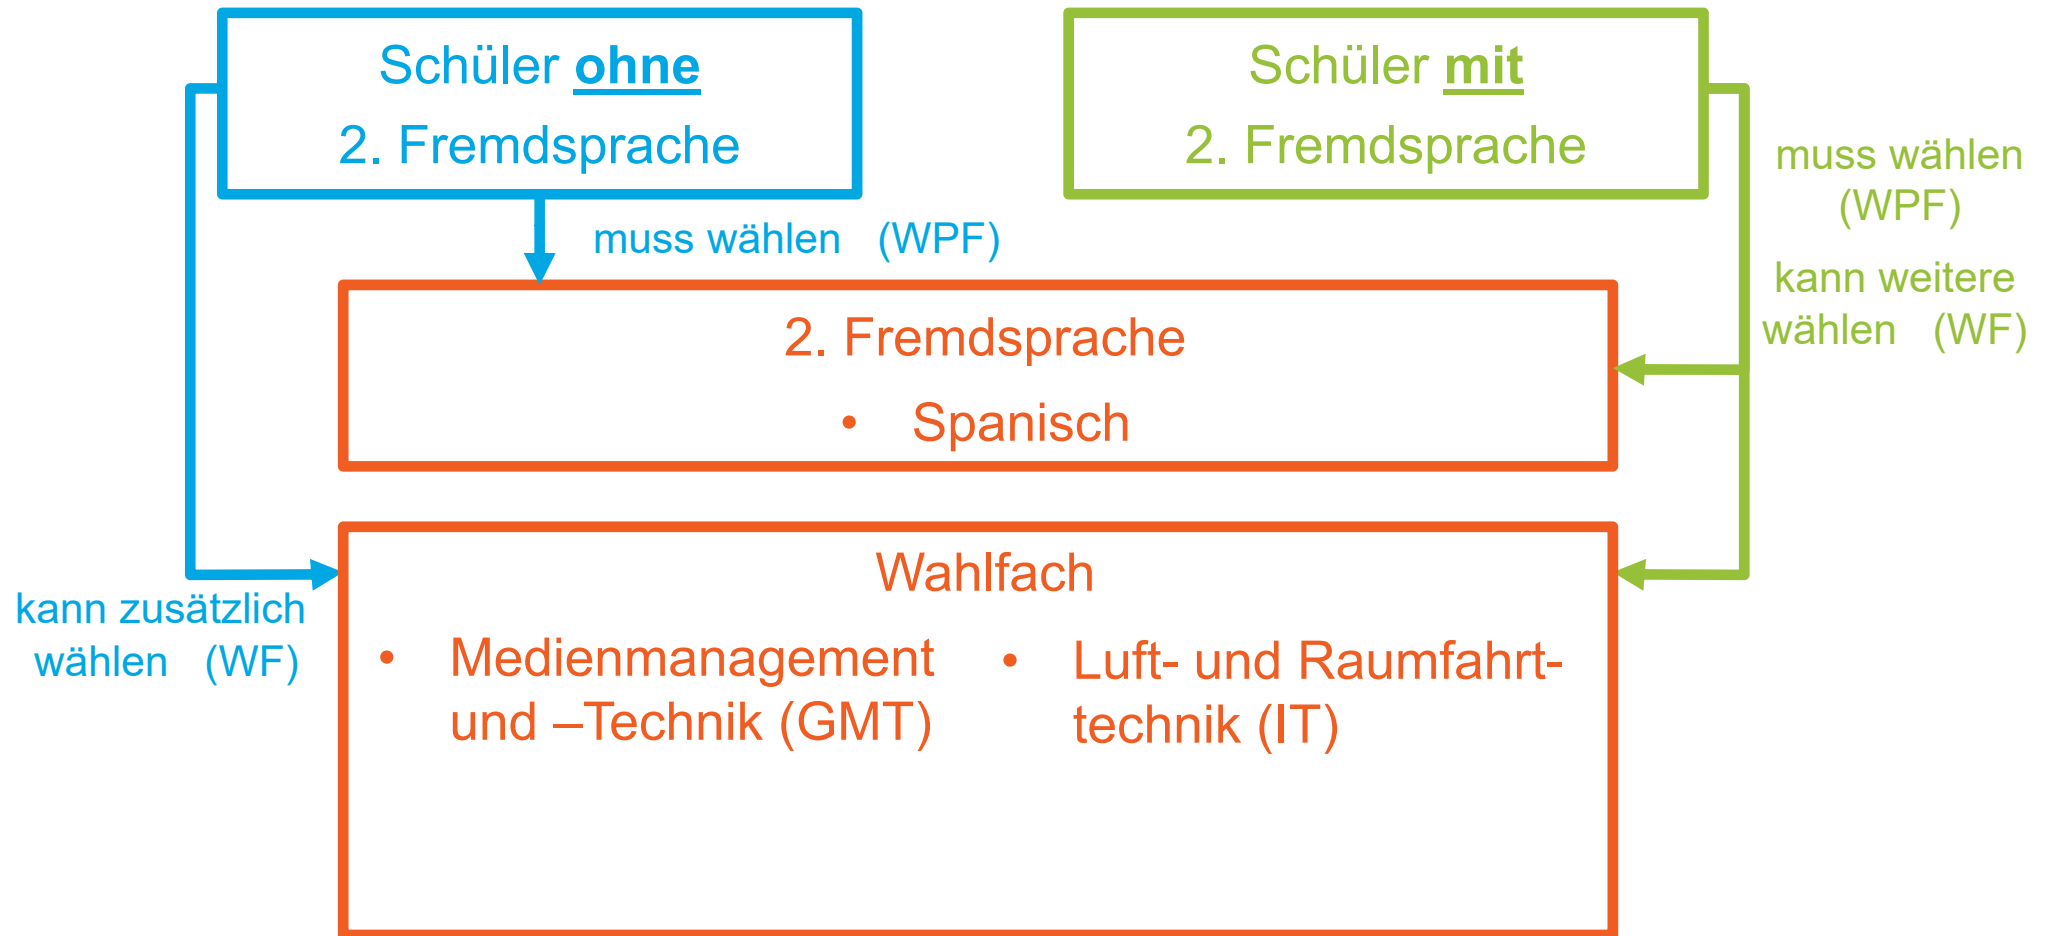 Schüler ohne
2. Fremdsprache
Schüler mit
2. Fremdsprache
muss wählen
(WPF)
kann weitere
wählen (WF)
muss wählen (WPF)
2. Fremdsprache
• Spanisch
Wahlfach
kann zusätzlich
wählen (WF)
• Medienmanagement
und –Technik (GMT)
• Luft- und Raumfahrt-
technik (IT)